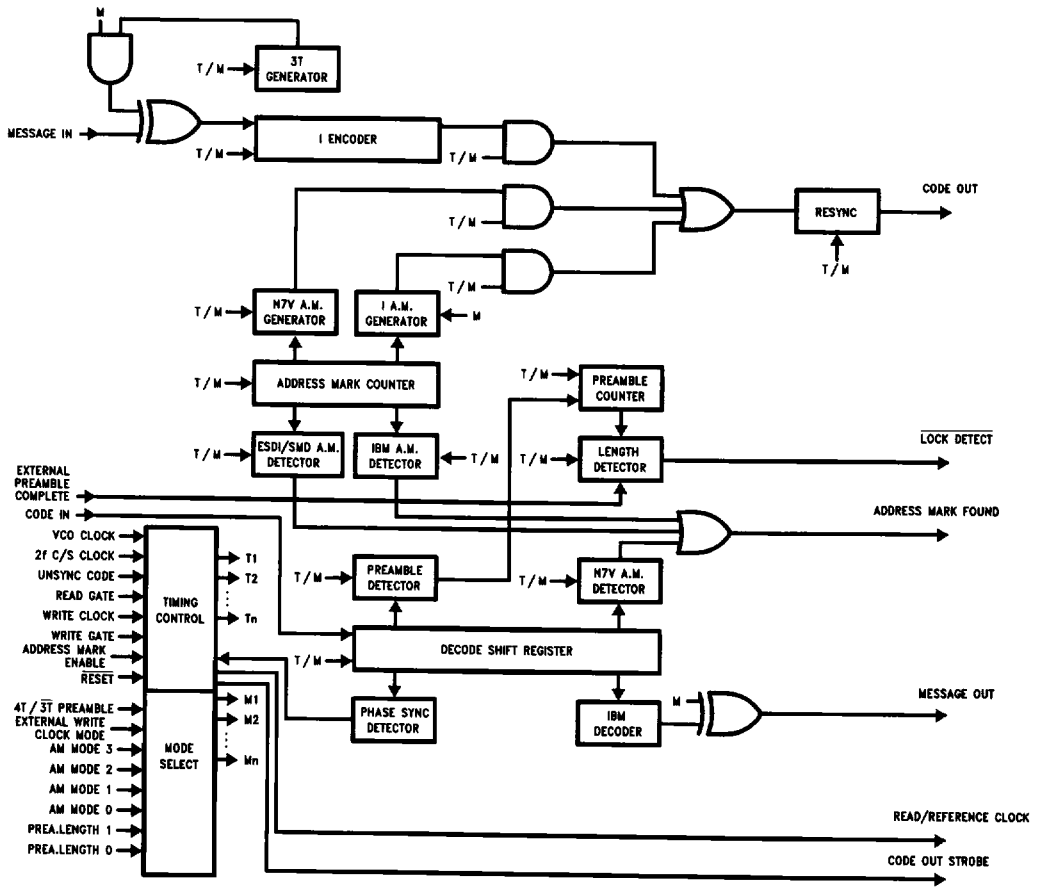 M
3T
GENERATOR
T/M
MESSAGE IN
I ENCODER
T/M
T/M
CODE OUT
T/M
RESYNC
T/M
T/M
N7V A.M.
GENERATOR
T/M
I A.M.
GENERATOR
M
T/M
ADDRESS MARK COUNTER
T/M
PREAMBLE
COUNTER
T/M
ESDI/SMD A.M.
DETECTOR
IBM A.M.
DETECTOR
T/M
T/M
LENGTH
DETECTOR
LOCK DETECT
EXTERNAL
PREAMBLE
COMPLETE
CODE IN
ADDRESS MARK FOUND
VCO CLOCK
2f C/S CLOCK
UNSYNC CODE
READ GATE
WRITE CLOCK
WRITE GATE
ADDRESS MARK
ENABLE
RESET
TIMING
CONTROL
T1
T2
Tn
T/M
PREAMBLE
DETECTOR
T/M
N7V A.M.
DETECTOR
DECODE SHIFT REGISTER
T/M
PHASE SYNC
DETECTOR
IBM
DECODER
M
MESSAGE OUT
4T/3T PREAMBLE
EXTERNAL WRITE
CLOCK MODE
AM MODE 3
AM MODE 2
AM MODE 1
AM MODE 0
PREA.LENGTH 1
PREA.LENGTH 0
MODE
SELECT
M1
M2
Mn
READ/REFERENCE CLOCK
CODE OUT STROBE